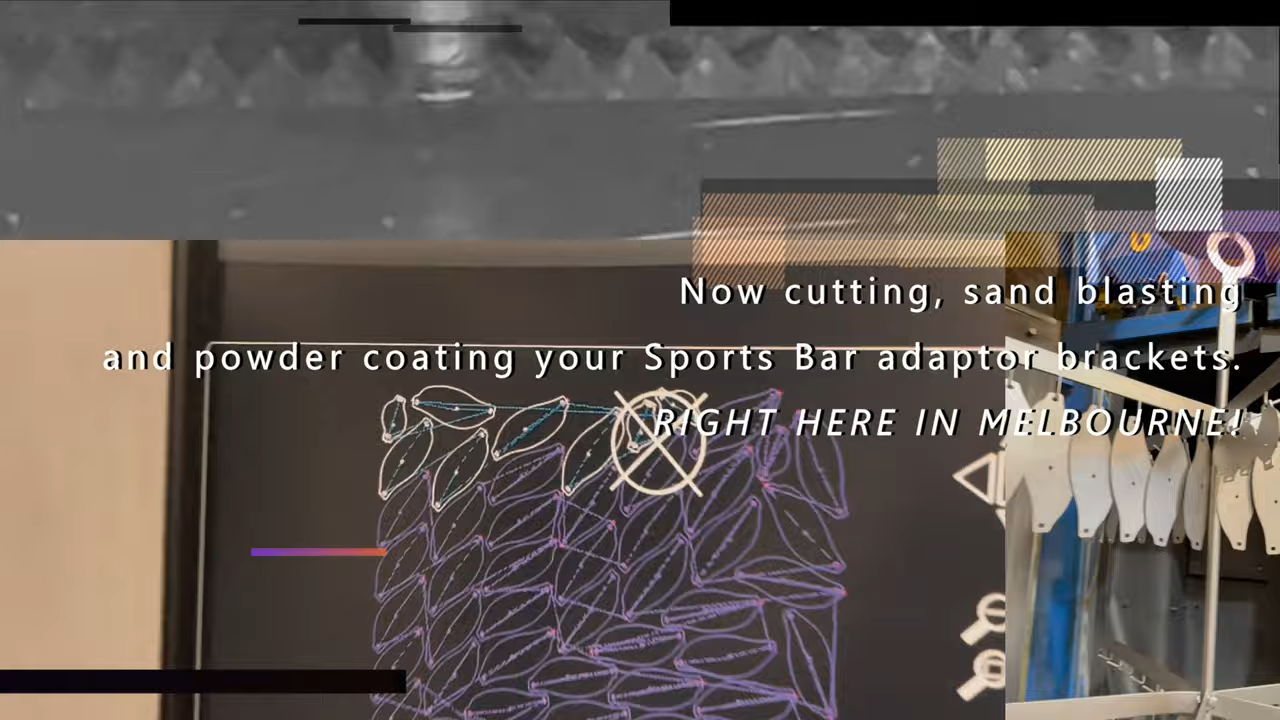 Now cutting, sand blasting
and powder coating your Sports Bar adaptor brackets.
RIGHT HERE IN MELBOURNE!